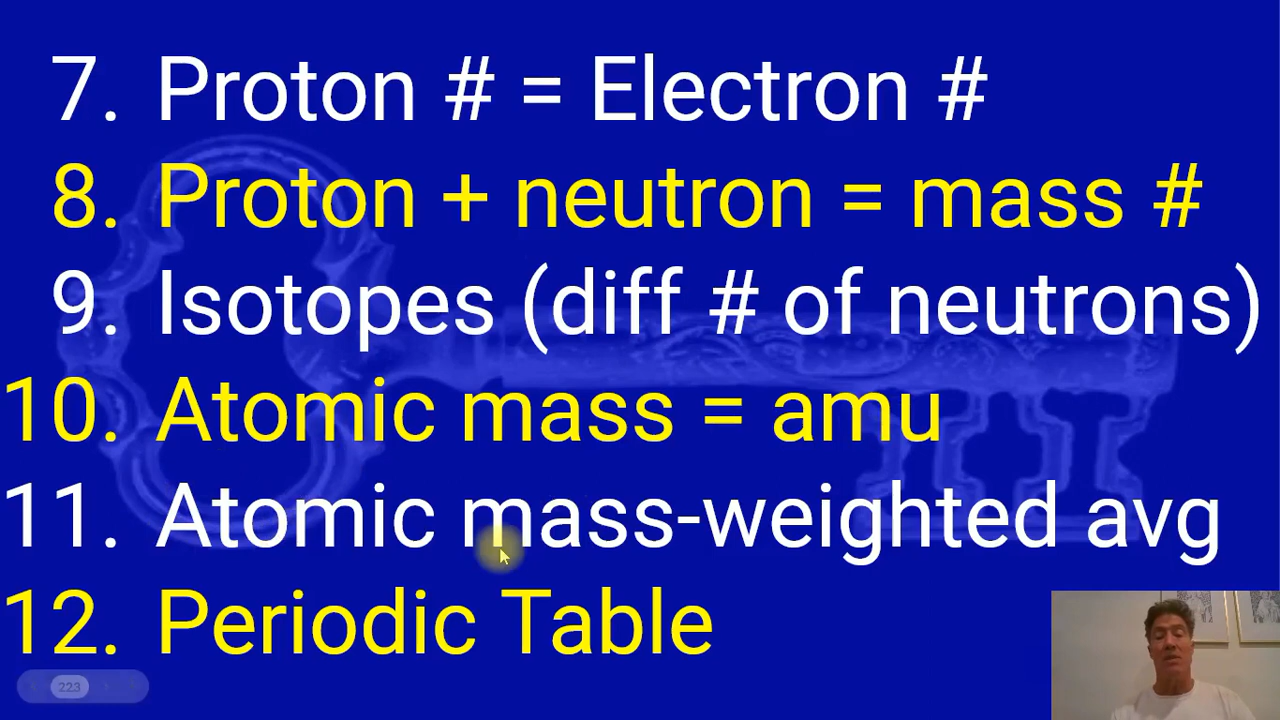 7. Proton # = Electron #
8. Proton + neutron = mass #
9. Isotopes (diff # of neutrons)
10. Atomic mass = amu
11. Atomic mass-weighted avg
12. Periodic Table
223